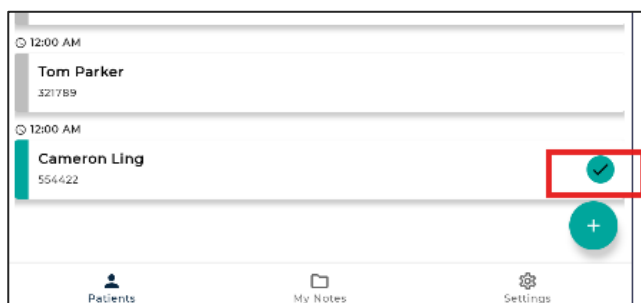 12:00 AM
Tom Parker
321789
12:00 AM
Cameron Ling
554422
Patients
My Notes
Settings